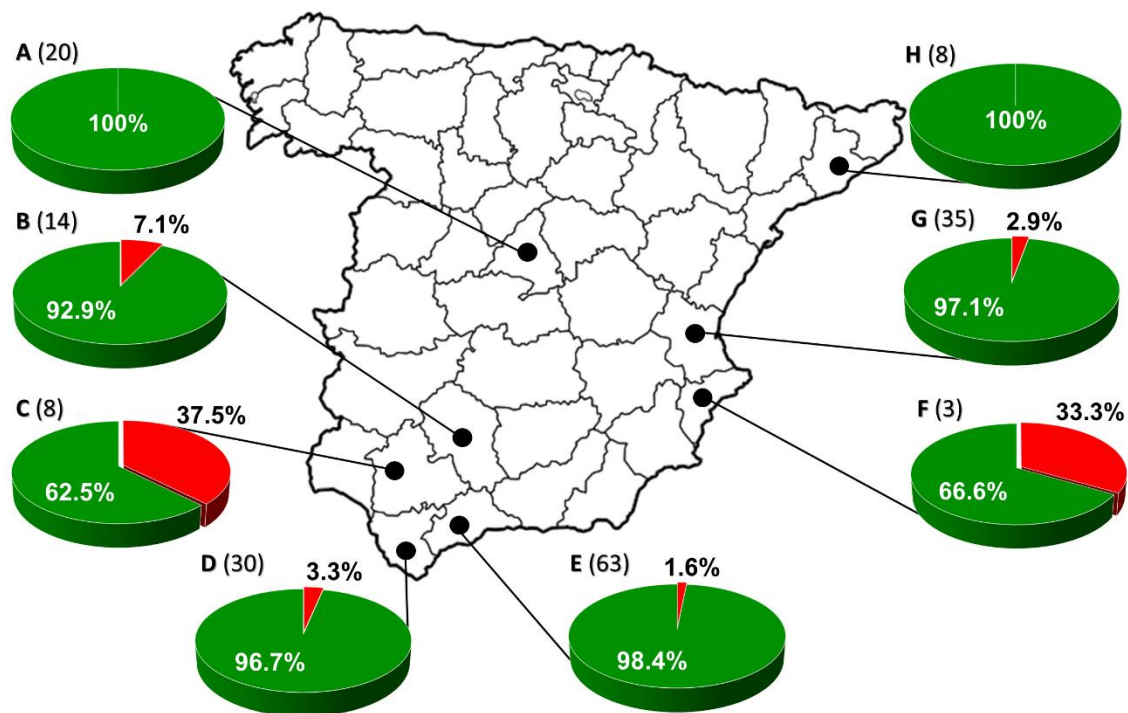 A (20)
100%
B (14)
7.1%
92.9%
C (8)
37.5%
62.5%
D (30)
3.3%
96.7%
E (63)
1.6%
98.4%
H (8)
100%
G (35)
2.9%
97.1%
F (3)
33.3%
66.6%